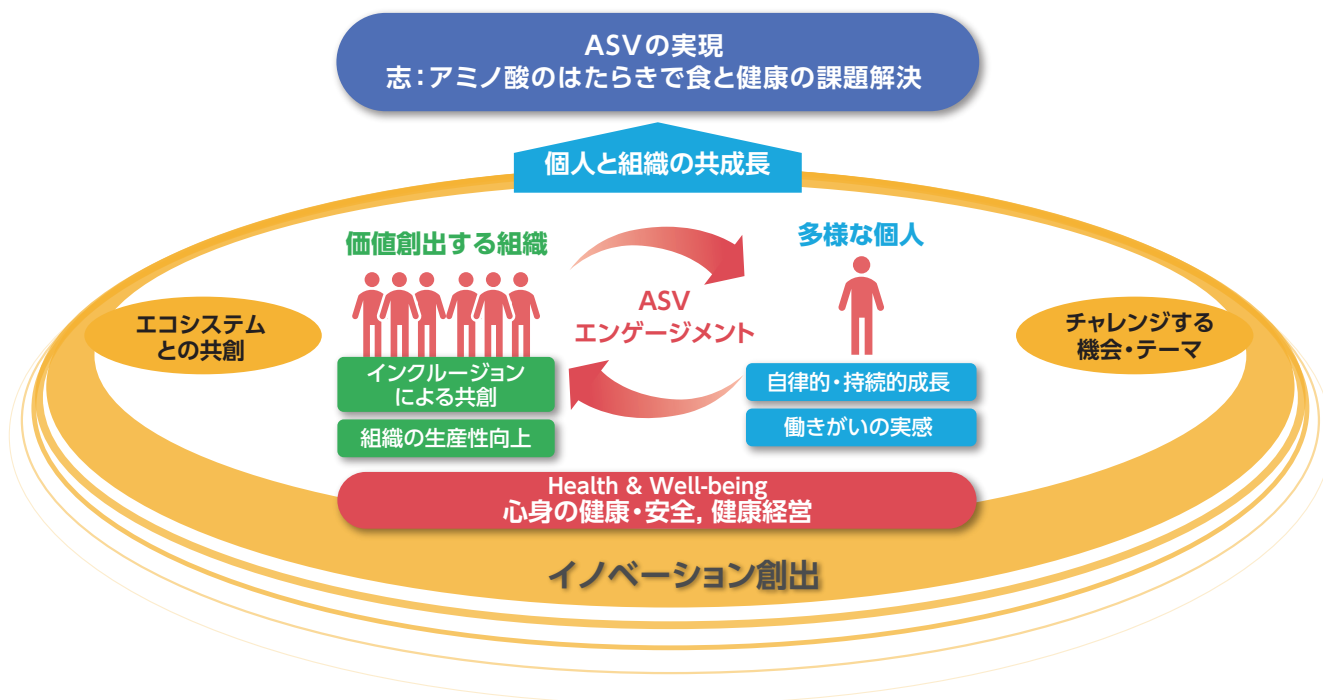 ASVの実現
志：アミノ酸のはたらきで食と健康の課題解決
個人と組織の共成長
価値創出する組織
多様な個人
ASV
エンゲージメント
エコシステム
との共創
チャレンジする
機会・テーマ
インクルージョン
による共創
組織の生産性向上
自律的・持続的成長
働きがいの実感
Health & Well-being
心身の健康・安全, 健康経営
イノベーション創出